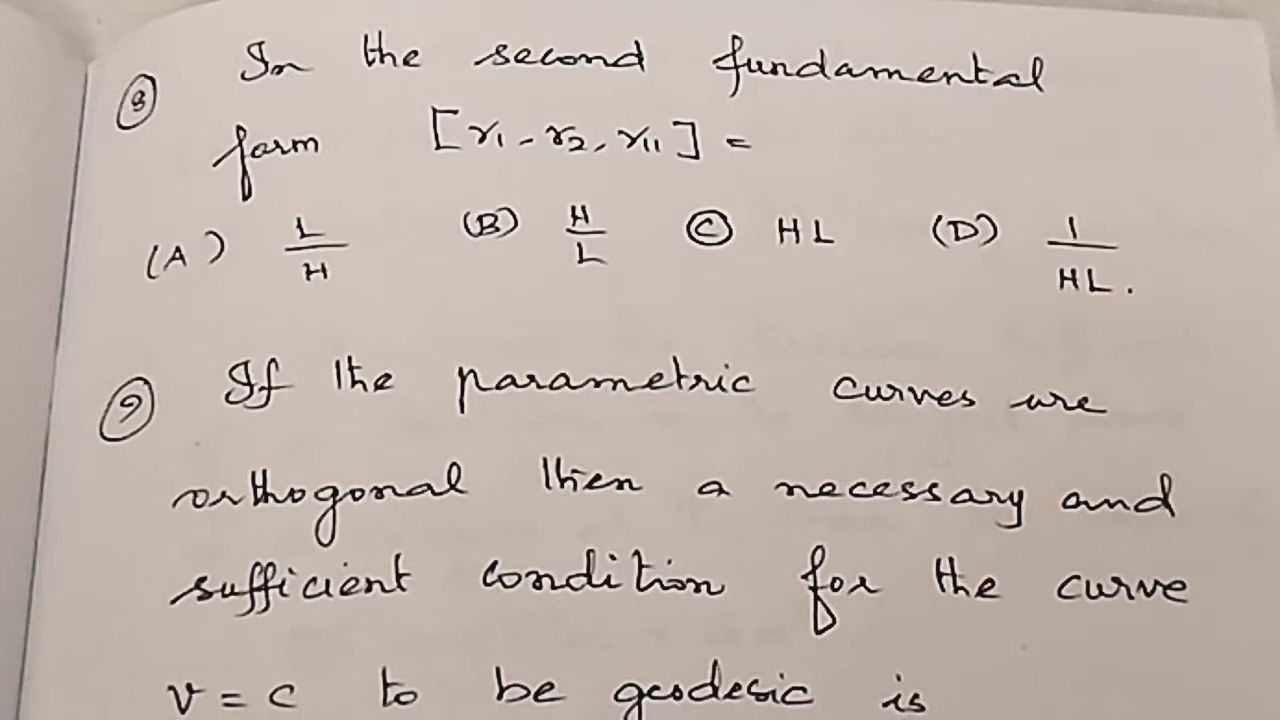 ⑧ In the second fundamental
form [r₁, r₂, r₁₁] =
(A) L/H (B) H/L Ⓒ HL (D) 1/HL.
⑨ If the parametric curves are
orthogonal then a necessary and
sufficient condition for the curve
v = c to be geodesic is